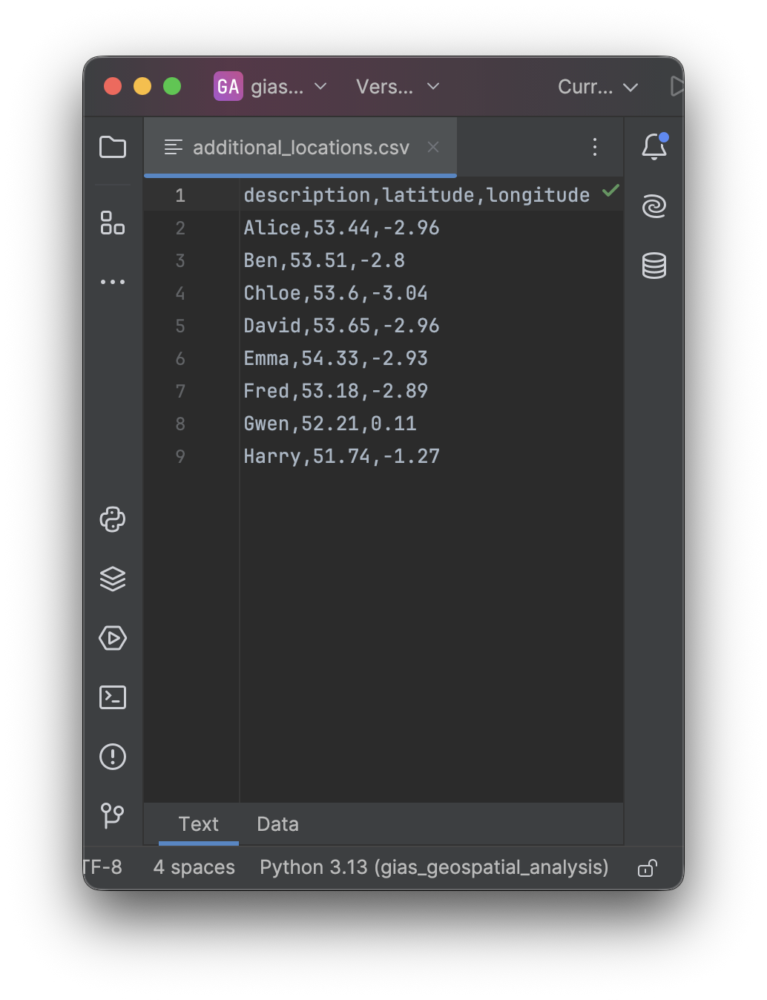 GA gias... Vers... Curr...
additional_locations.csv
1 description,latitude,longitude
2 Alice,53.44,-2.96
3 Ben,53.51,-2.8
4 Chloe,53.6,-3.04
5 David,53.65,-2.96
6 Emma,54.33,-2.93
7 Fred,53.18,-2.89
8 Gwen,52.21,0.11
9 Harry,51.74,-1.27
Text Data
TF-8 4 spaces Python 3.13 (gias_geospatial_analysis)